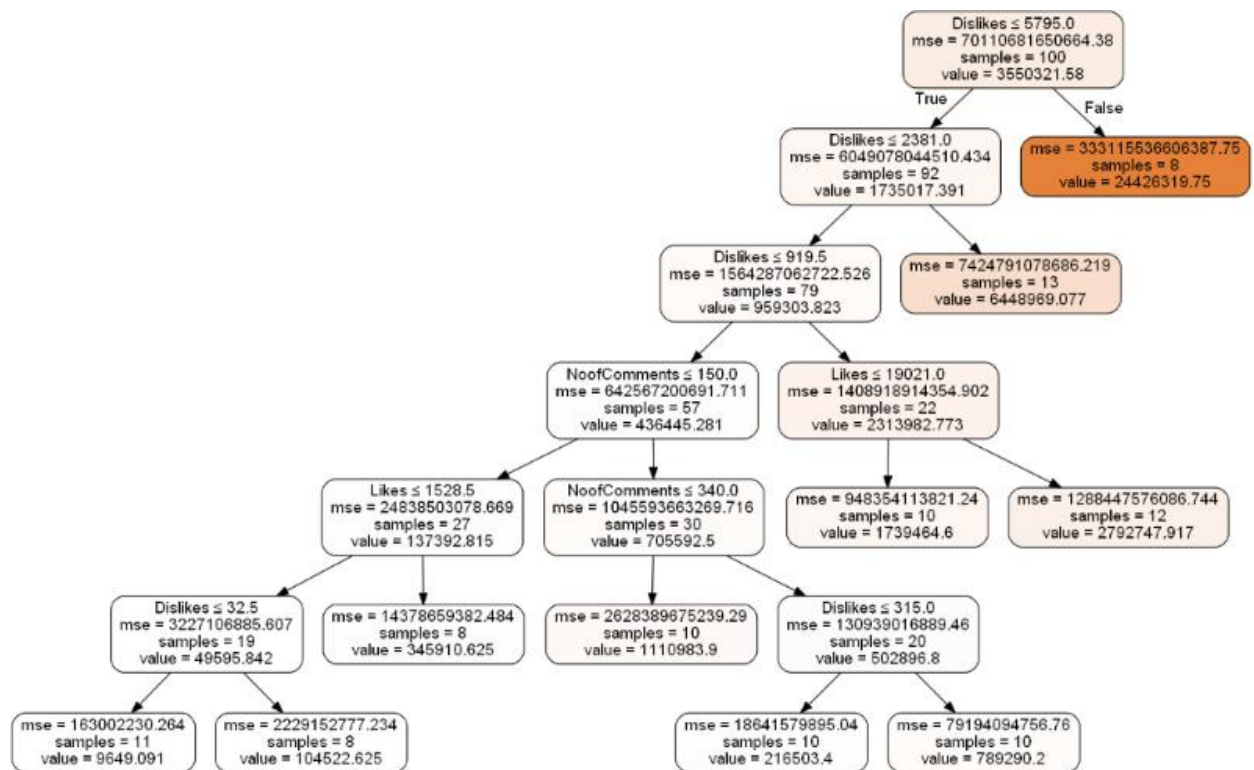 Dislikes ≤ 5795.0
mse = 70110681650664.38
samples = 100
value = 3550321.58
True
False
Dislikes ≤ 2381.0
mse = 6049078044510.434
samples = 92
value = 1735017.391
mse = 333115536606387.75
samples = 8
value = 24426319.75
Dislikes ≤ 919.5
mse = 1564287062722.526
samples = 79
value = 959303.823
mse = 7424791078686.219
samples = 13
value = 6448969.077
NoofComments ≤ 150.0
mse = 642567200691.711
samples = 57
value = 436445.281
Likes ≤ 19021.0
mse = 1408918914354.902
samples = 22
value = 2313982.773
Likes ≤ 1528.5
mse = 24838503078.669
samples = 27
value = 137392.815
NoofComments ≤ 340.0
mse = 1045593663269.716
samples = 30
value = 705592.5
mse = 948354113821.24
samples = 10
value = 1739464.6
mse = 1288447576086.744
samples = 12
value = 2792747.917
Dislikes ≤ 32.5
mse = 3227106885.607
samples = 19
value = 49595.842
mse = 14378659382.484
samples = 8
value = 345910.625
mse = 2628389675239.29
samples = 10
value = 1110983.9
Dislikes ≤ 315.0
mse = 130939016889.46
samples = 20
value = 502896.8
mse = 163002230.264
samples = 11
value = 9649.091
mse = 2229152777.234
samples = 8
value = 104522.625
mse = 18641579895.04
samples = 10
value = 216503.4
mse = 79194094756.76
samples = 10
value = 789290.2